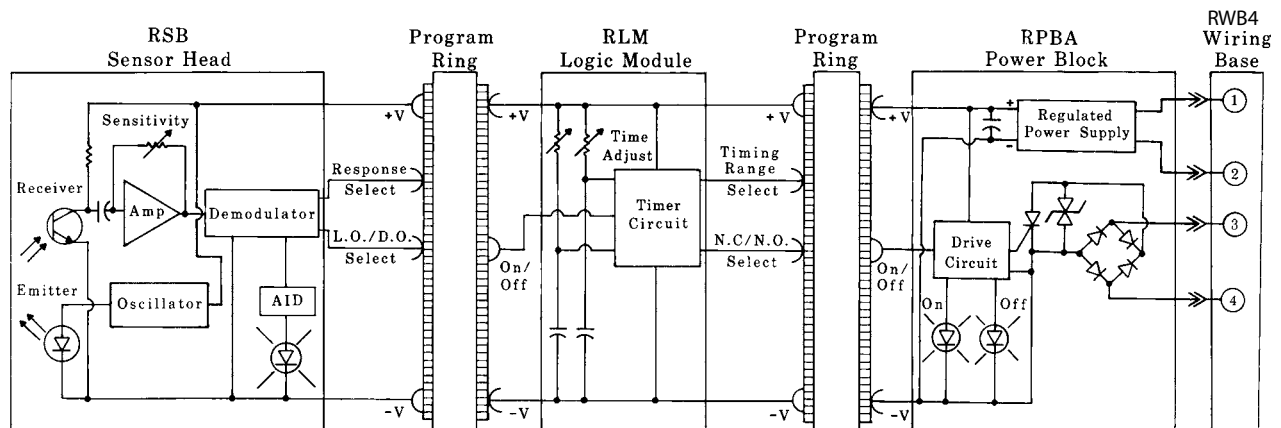 RSB
Sensor Head
Program
Ring
RLM
Logic Module
Program
Ring
RPBA
Power Block
RWB4
Wiring
Base
Sensitivity
Receiver
Amp
Demodulator
Emitter
Oscillator
AID
+V
Response
Select
L.O./D.O.
Select
−V
+V
On/
Off
−V
Time
Adjust
Timer
Circuit
+V
Timing
Range
Select
N.C/N.O.
Select
−V
+V
On/
Off
−V
+
−
Regulated
Power Supply
Drive
Circuit
On
Off
1
2
3
4